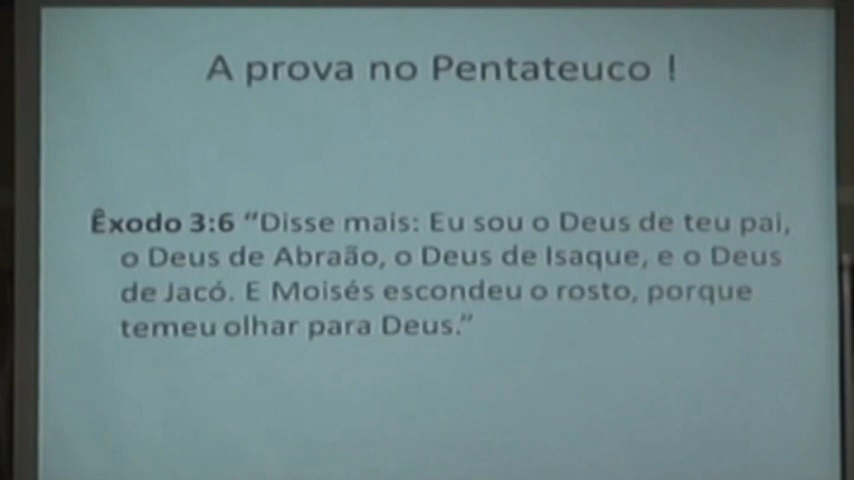 A prova no Pentateuco !
Êxodo 3:6 “Disse mais: Eu sou o Deus de teu pai,
o Deus de Abraão, o Deus de Isaque, e o Deus
de Jacó. E Moisés escondeu o rosto, porque
temeu olhar para Deus.”